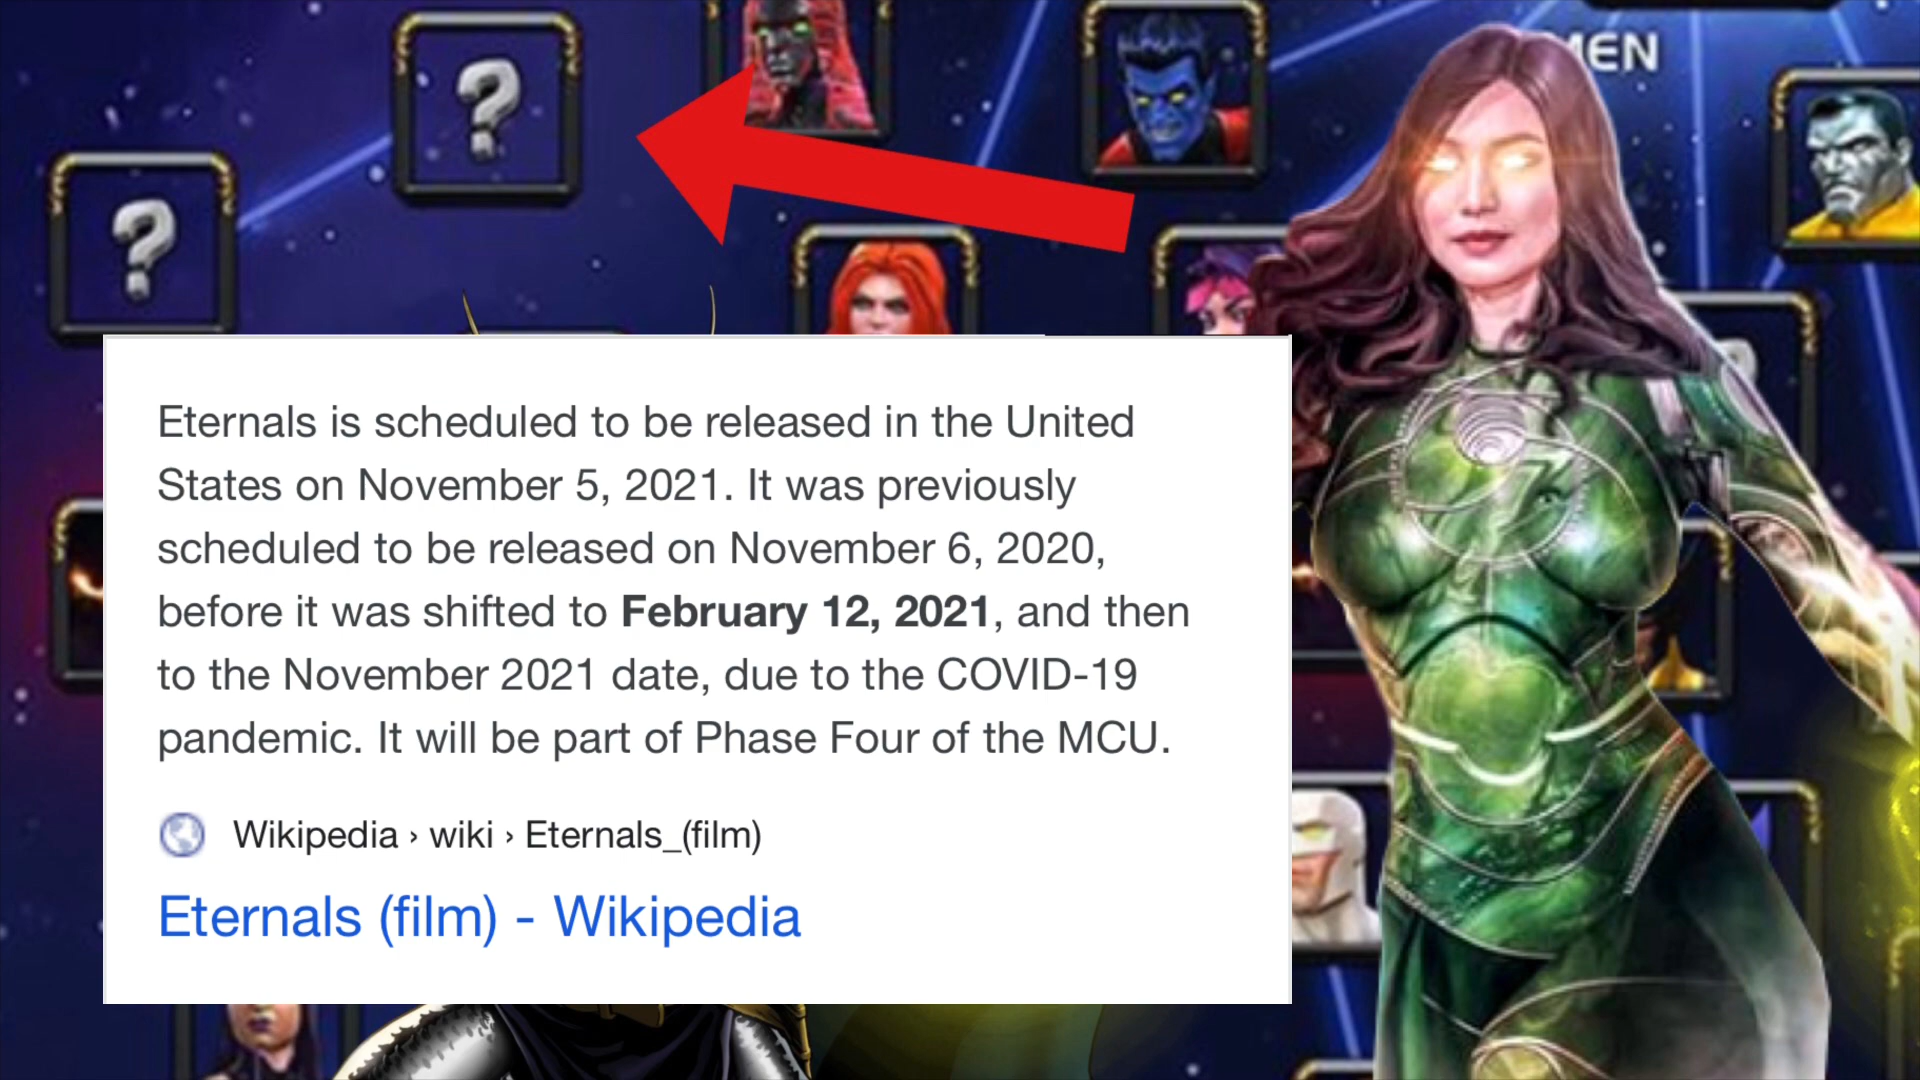 MEN
Eternals is scheduled to be released in the United
States on November 5, 2021. It was previously
scheduled to be released on November 6, 2020,
before it was shifted to February 12, 2021, and then
to the November 2021 date, due to the COVID-19
pandemic. It will be part of Phase Four of the MCU.
Wikipedia › wiki › Eternals_(film)
Eternals (film) - Wikipedia